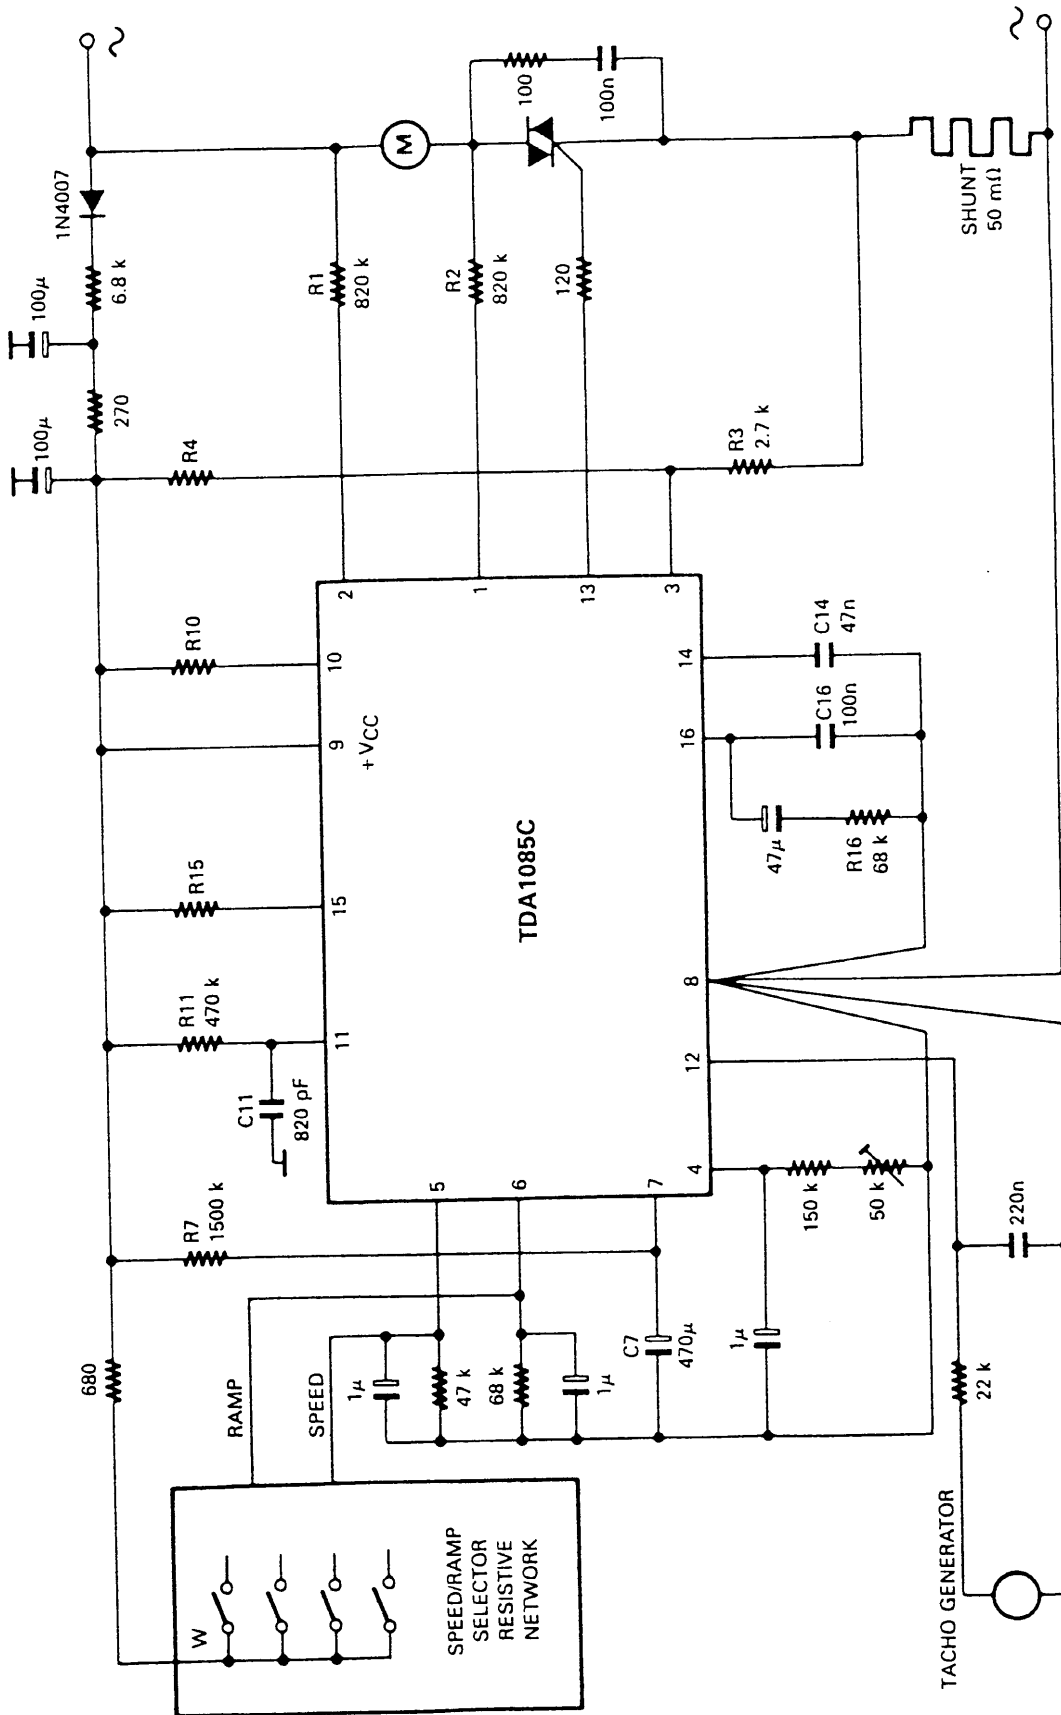 SPEED/RAMP
SELECTOR
RESISTIVE
NETWORK
W
TACHO GENERATOR
680
RAMP
SPEED
1μ
47 k
68 k
1μ
C7
470μ
1μ
22 k
220n
R7
1500 k
C11
820 pF
R11
470 k
R15
R10
R4
100μ
270
100μ
6.8 k
1N4007
~
TDA1085C
+VCC
5
6
7
4
12
8
16
14
11
15
9
10
2
1
13
3
150 k
50 k
47μ
R16
68 k
C16
100n
C14
47n
R3
2.7 k
R1
820 k
R2
820 k
120
M
100
100n
SHUNT
50 mΩ
~